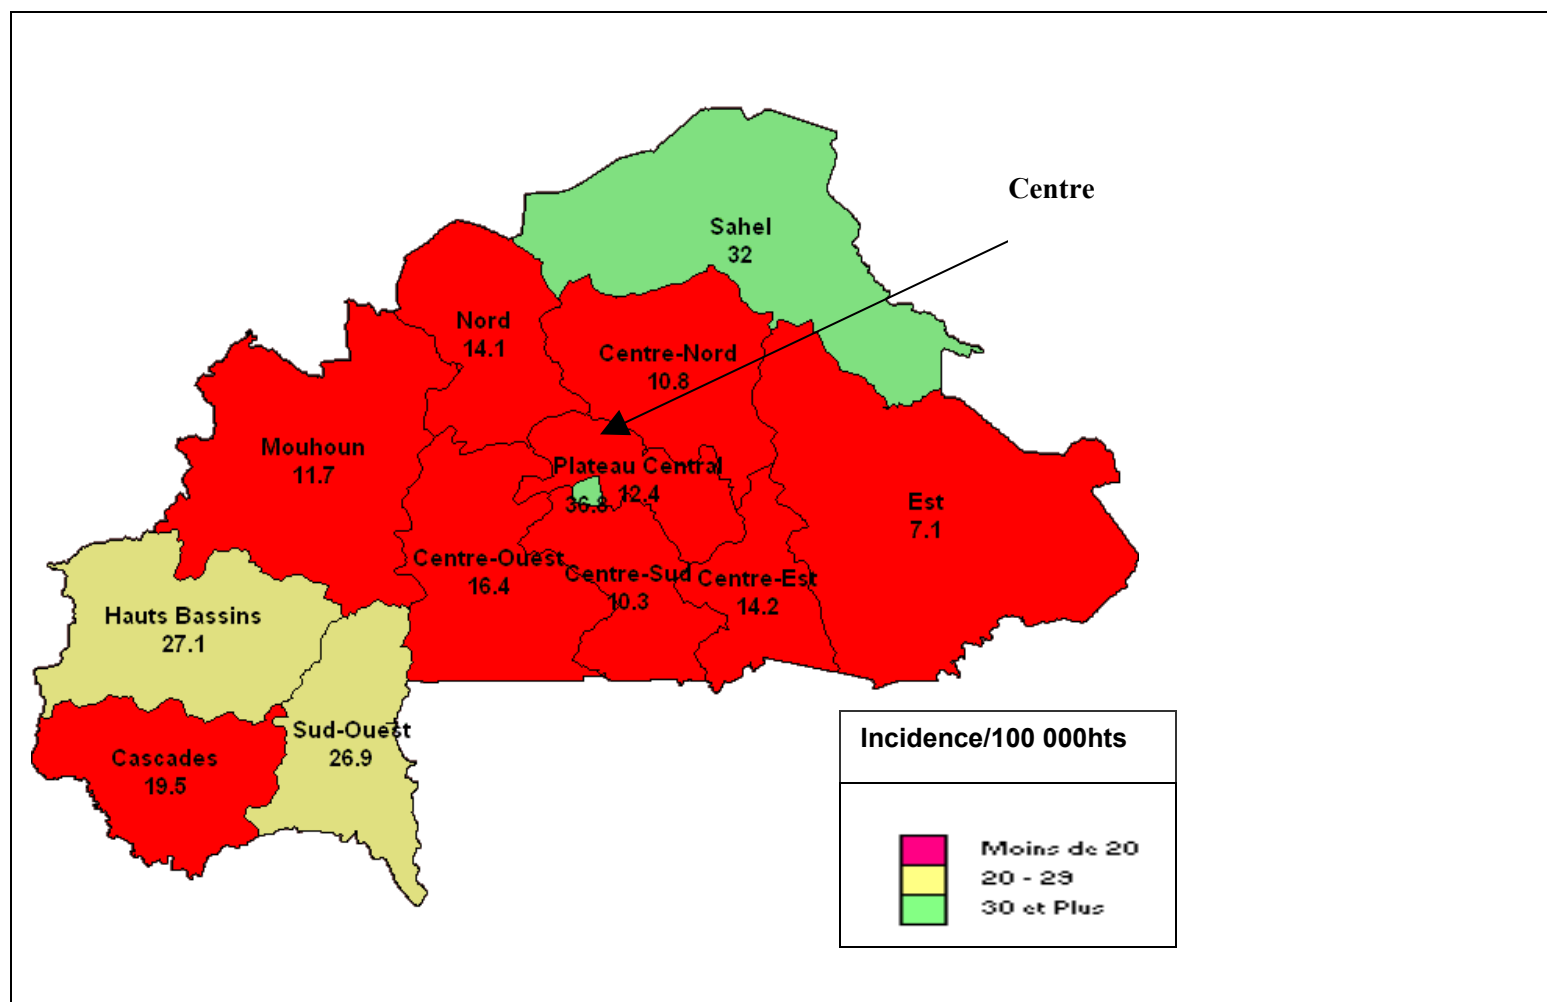 Centre
Sahel
32
Nord
14.1
Centre-Nord
10.8
Mouhoun
11.7
Plateau Central
12.4
36.8
Est
7.1
Centre-Ouest
16.4
Centre-Sud
10.3
Centre-Est
14.2
Hauts Bassins
27.1
Sud-Ouest
26.9
Cascades
19.5
Incidence/100 000hts
Moins de 20
20 - 29
30 et Plus